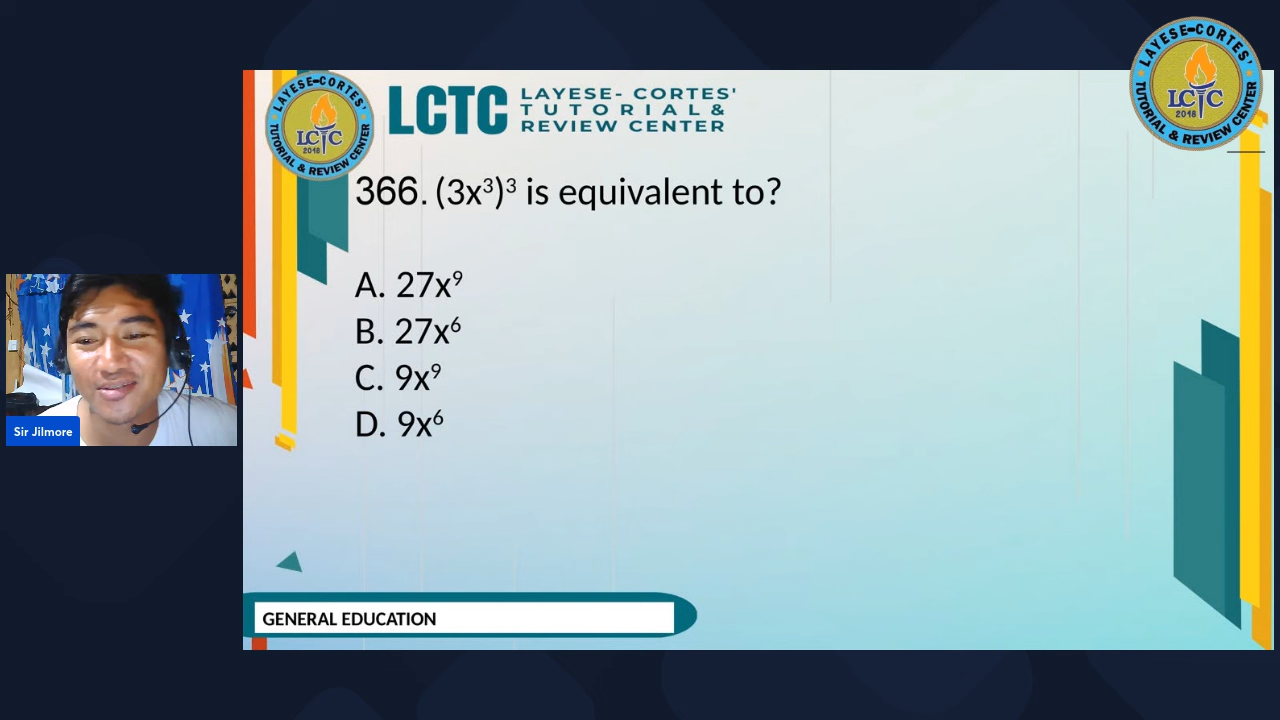 LAYESE-CORTES'
LCTC
2018
TUTORIAL & REVIEW CENTER
LCTC
LAYESE- CORTES'
TUTORIAL &
REVIEW CENTER
LAYESE-CORTES'
LCTC
2018
TUTORIAL & REVIEW CENTER
366. (3x³)³ is equivalent to?
A. 27x⁹
B. 27x⁶
C. 9x⁹
D. 9x⁶
Sir Jilmore
GENERAL EDUCATION